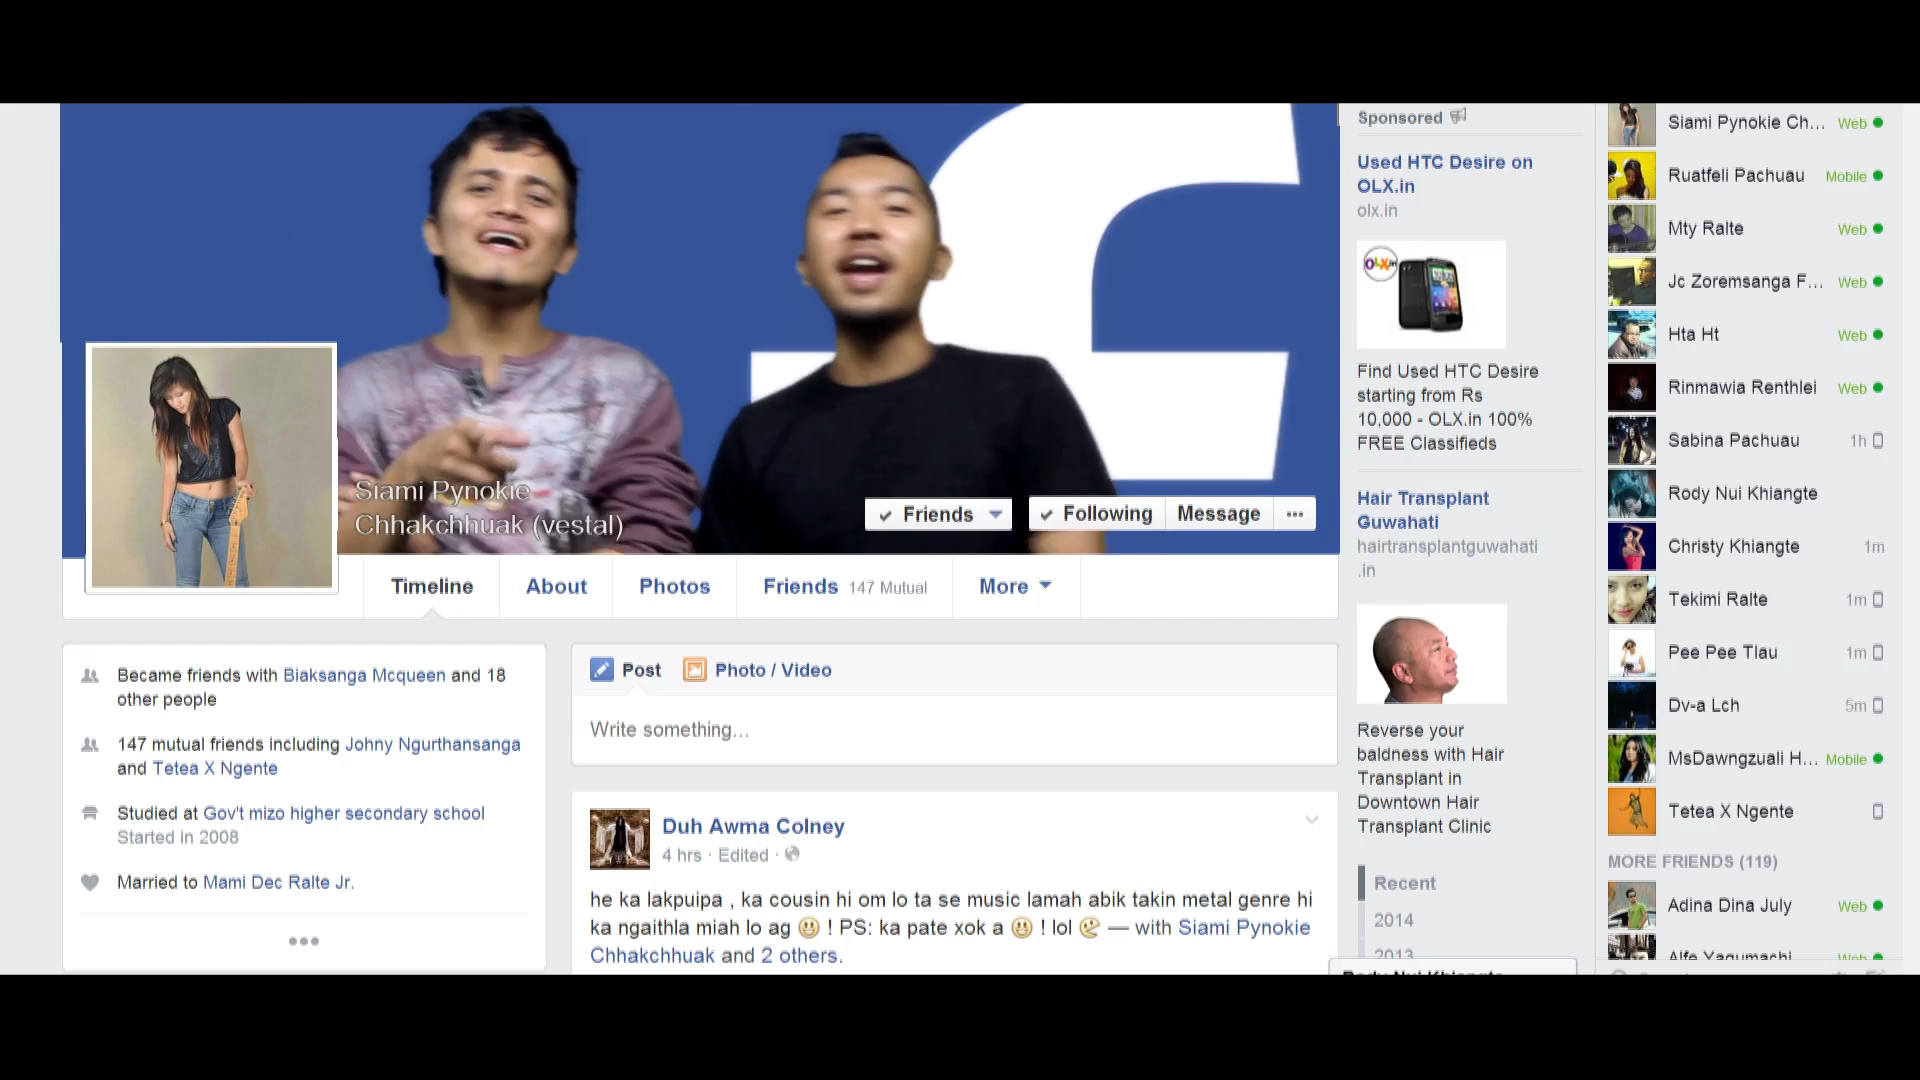 Siami Pynokie
Chhakchhuak (vestal)
Friends
Following
Message
Timeline
About
Photos
Friends 147 Mutual
More
Became friends with Biaksanga Mcqueen and 18
other people
147 mutual friends including Johny Ngurthansanga
and Tetea X Ngente
Studied at Gov't mizo higher secondary school
Started in 2008
Married to Mami Dec Ralte Jr.
Post
Photo / Video
Write something...
Duh Awma Colney
4 hrs · Edited ·
he ka lakpuipa , ka cousin hi om lo ta se music lamah abik takin metal genre hi
ka ngaithla miah lo ag 😃 ! PS: ka pate xok a 😃 ! lol — with Siami Pynokie
Chhakchhuak and 2 others.
Sponsored
Used HTC Desire on
OLX.in
olx.in
OLX.in
Find Used HTC Desire
starting from Rs
10,000 - OLX.in 100%
FREE Classifieds
Hair Transplant
Guwahati
hairtransplantguwahati
.in
Reverse your
baldness with Hair
Transplant in
Downtown Hair
Transplant Clinic
Recent
2014
2013
Rody Nui Khiangte
Siami Pynokie Ch... Web
Ruatfeli Pachuau Mobile
Mty Ralte Web
Jc Zoremsanga F... Web
Hta Ht Web
Rinmawia Renthlei Web
Sabina Pachuau 1h
Rody Nui Khiangte
Christy Khiangte 1m
Tekimi Ralte 1m
Pee Pee Tlau 1m
Dv-a Lch 5m
MsDawngzuali H... Mobile
Tetea X Ngente
MORE FRIENDS (119)
Adina Dina July Web
Alfe Yagumachi Web